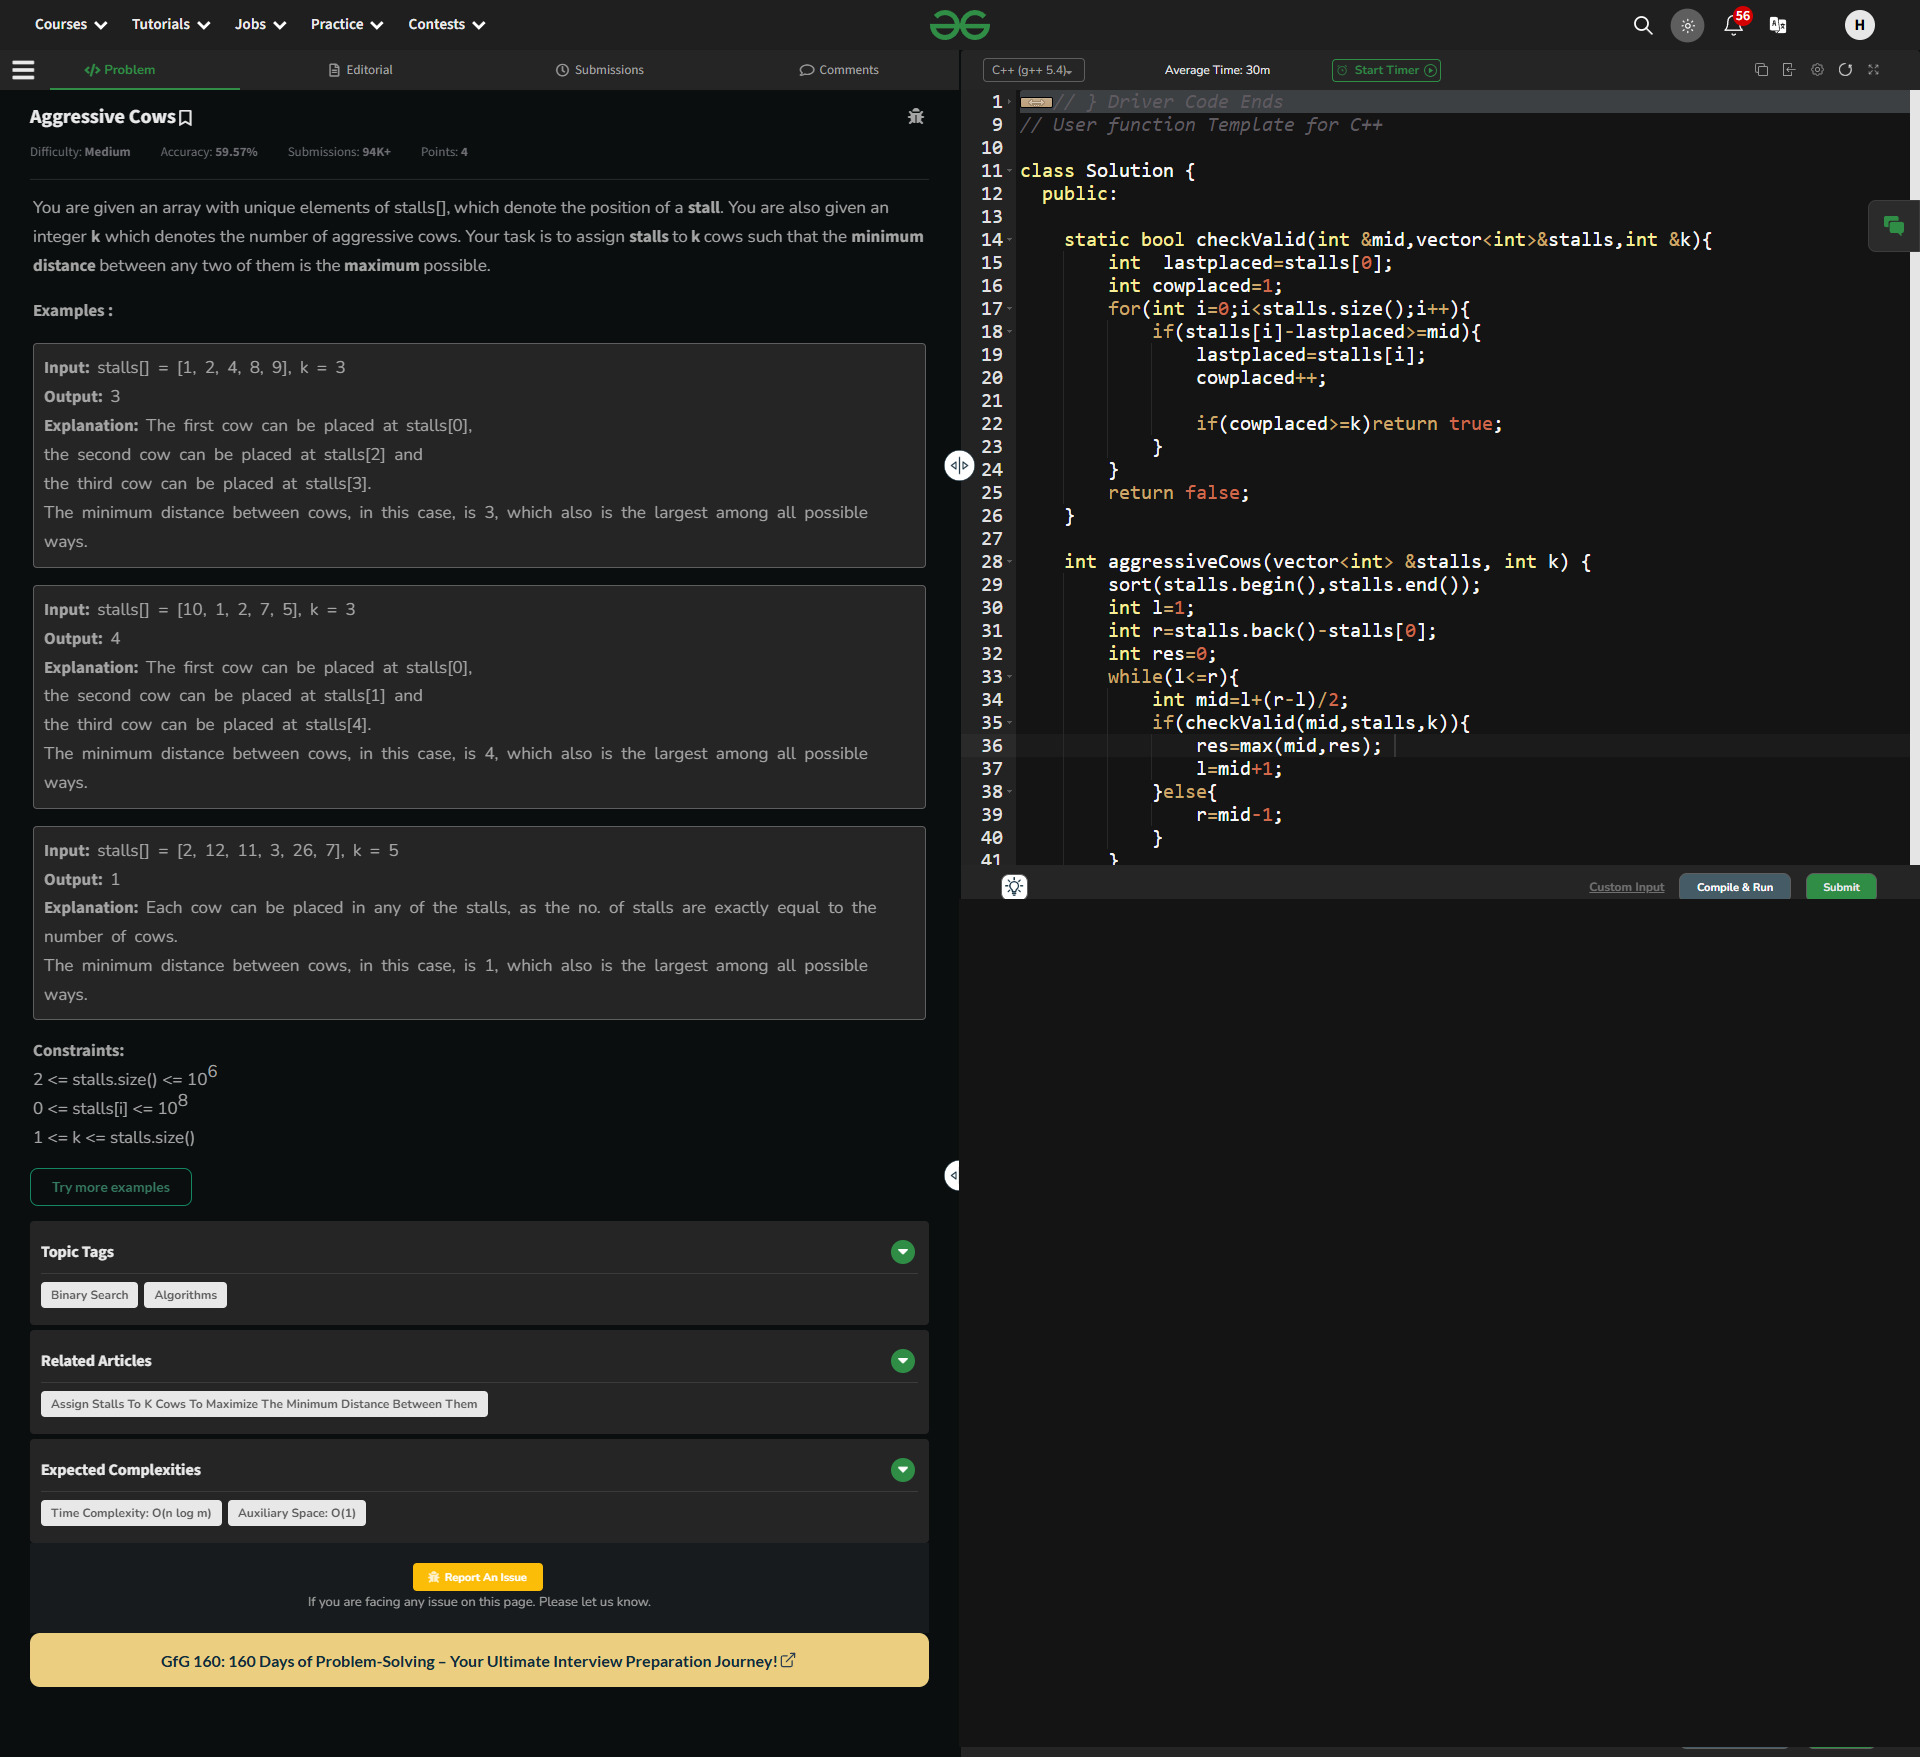 Courses Tutorials Jobs Practice Contests
56
H
Problem Editorial Submissions Comments
Aggressive Cows
Difficulty: Medium Accuracy: 59.57% Submissions: 94K+ Points: 4
You are given an array with unique elements of stalls[], which denote the position of a stall. You are also given an
integer k which denotes the number of aggressive cows. Your task is to assign stalls to k cows such that the minimum
distance between any two of them is the maximum possible.
Examples :
Input: stalls[] = [1, 2, 4, 8, 9], k = 3
Output: 3
Explanation: The first cow can be placed at stalls[0],
the second cow can be placed at stalls[2] and
the third cow can be placed at stalls[3].
The minimum distance between cows, in this case, is 3, which also is the largest among all possible
ways.
Input: stalls[] = [10, 1, 2, 7, 5], k = 3
Output: 4
Explanation: The first cow can be placed at stalls[0],
the second cow can be placed at stalls[1] and
the third cow can be placed at stalls[4].
The minimum distance between cows, in this case, is 4, which also is the largest among all possible
ways.
Input: stalls[] = [2, 12, 11, 3, 26, 7], k = 5
Output: 1
Explanation: Each cow can be placed in any of the stalls, as the no. of stalls are exactly equal to the
number of cows.
The minimum distance between cows, in this case, is 1, which also is the largest among all possible
ways.
Constraints:
2 <= stalls.size() <= 10^6
0 <= stalls[i] <= 10^8
1 <= k <= stalls.size()
Try more examples
Topic Tags
Binary Search Algorithms
Related Articles
Assign Stalls To K Cows To Maximize The Minimum Distance Between Them
Expected Complexities
Time Complexity: O(n log m) Auxiliary Space: O(1)
Report An Issue
If you are facing any issue on this page. Please let us know.
GfG 160: 160 Days of Problem-Solving – Your Ultimate Interview Preparation Journey!
C++ (g++ 5.4) Average Time: 30m Start Timer
1 // } Driver Code Ends
9 // User function Template for C++
10
11 class Solution {
12   public:
13
14     static bool checkValid(int &mid,vector<int>&stalls,int &k){
15         int  lastplaced=stalls[0];
16         int cowplaced=1;
17         for(int i=0;i<stalls.size();i++){
18             if(stalls[i]-lastplaced>=mid){
19                 lastplaced=stalls[i];
20                 cowplaced++;
21
22                 if(cowplaced>=k)return true;
23             }
24         }
25         return false;
26     }
27
28     int aggressiveCows(vector<int> &stalls, int k) {
29         sort(stalls.begin(),stalls.end());
30         int l=1;
31         int r=stalls.back()-stalls[0];
32         int res=0;
33         while(l<=r){
34             int mid=l+(r-l)/2;
35             if(checkValid(mid,stalls,k)){
36                 res=max(mid,res);
37                 l=mid+1;
38             }else{
39                 r=mid-1;
40             }
41         }
Custom Input Compile & Run Submit